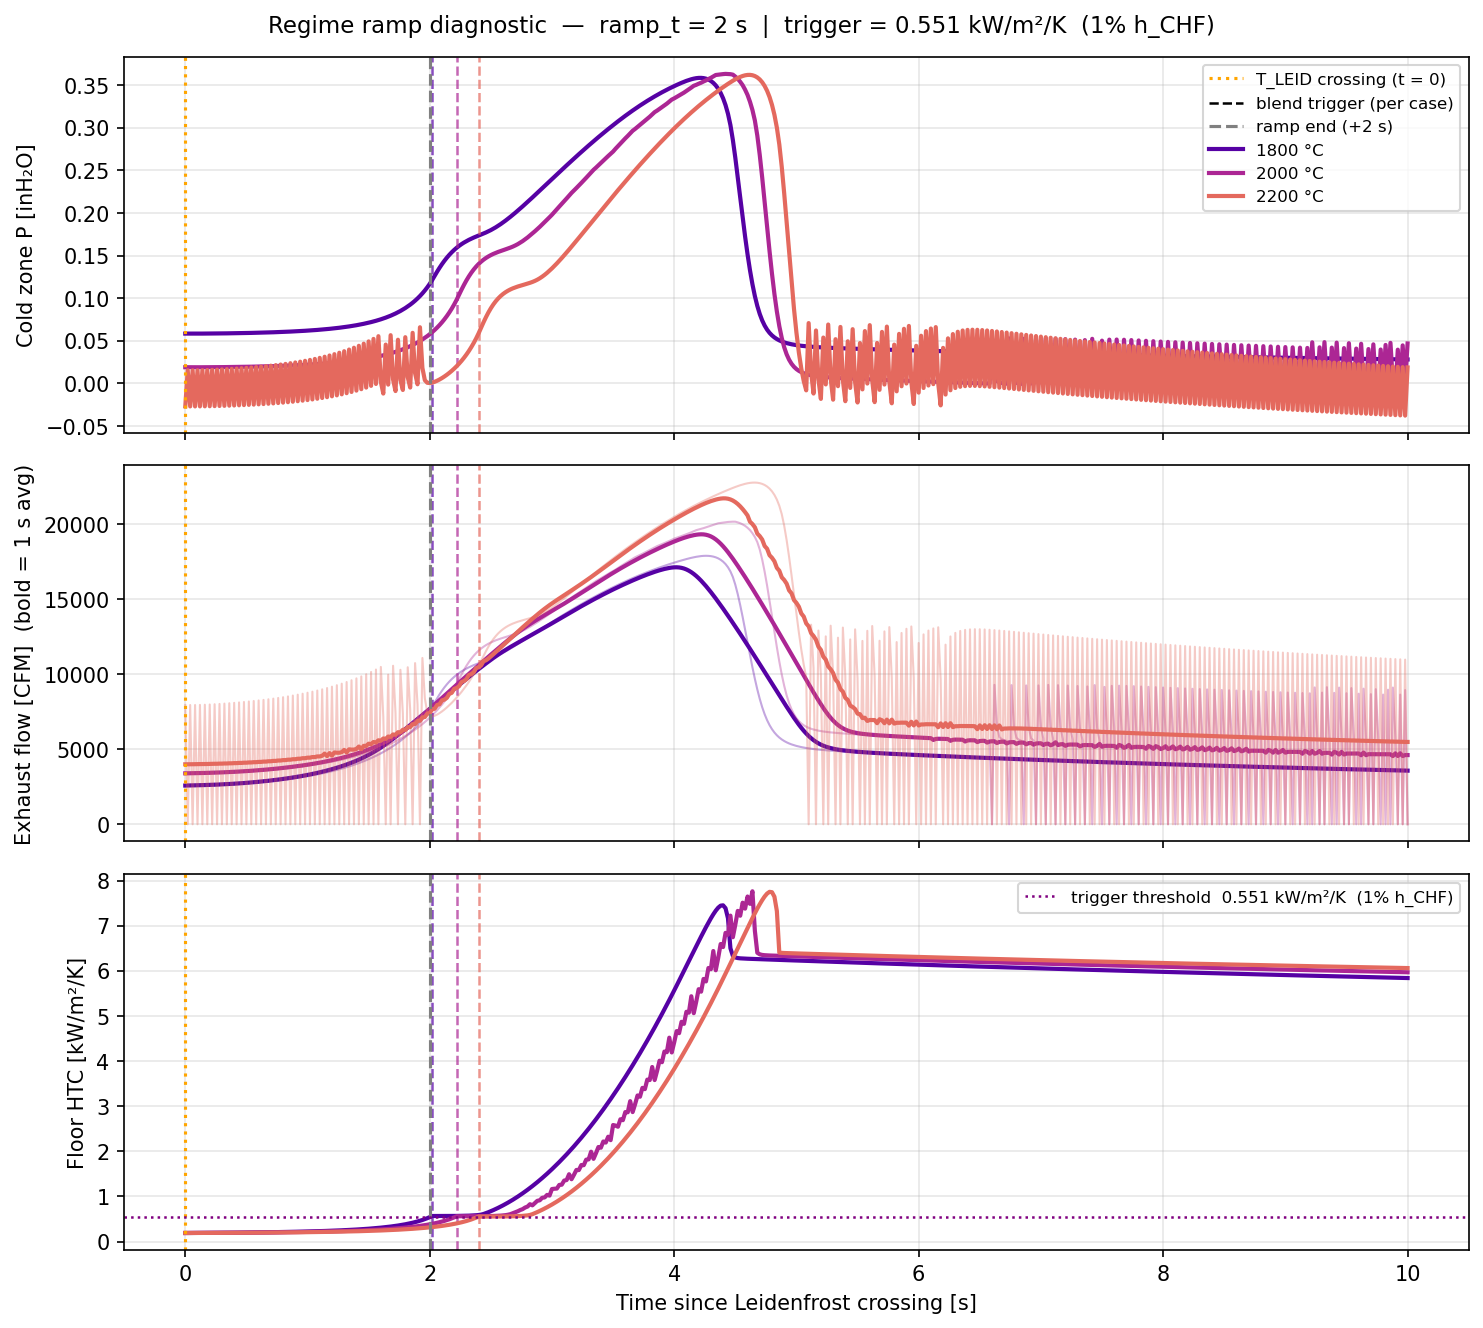 Regime ramp diagnostic — ramp_t = 2 s | trigger = 0.551 kW/m²/K (1% h_CHF)
Cold zone P [inH₂O]
0.35
0.30
0.25
0.20
0.15
0.10
0.05
0.00
−0.05
T_LEID crossing (t = 0)
blend trigger (per case)
ramp end (+2 s)
1800 °C
2000 °C
2200 °C
Exhaust flow [CFM] (bold = 1 s avg)
20000
15000
10000
5000
0
Floor HTC [kW/m²/K]
8
7
6
5
4
3
2
1
0
trigger threshold 0.551 kW/m²/K (1% h_CHF)
0 2 4 6 8 10
Time since Leidenfrost crossing [s]